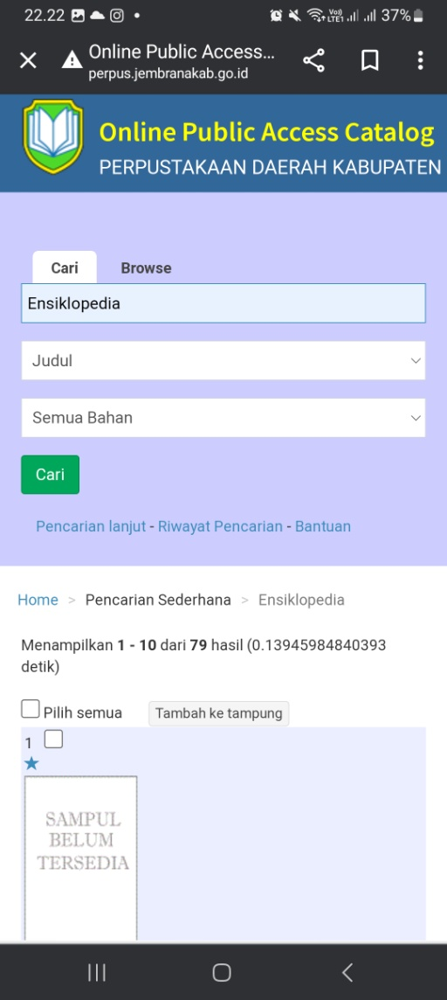 22.22
Vo))
LTE1
37%
Online Public Access...
perpus.jembranakab.go.id
Online Public Access Catalog
PERPUSTAKAAN DAERAH KABUPATEN
Cari Browse
Ensiklopedia
Judul
Semua Bahan
Cari
Pencarian lanjut - Riwayat Pencarian - Bantuan
Home > Pencarian Sederhana > Ensiklopedia
Menampilkan 1 - 10 dari 79 hasil (0.13945984840393
detik)
Pilih semua Tambah ke tampung
1
SAMPUL
BELUM
TERSEDIA